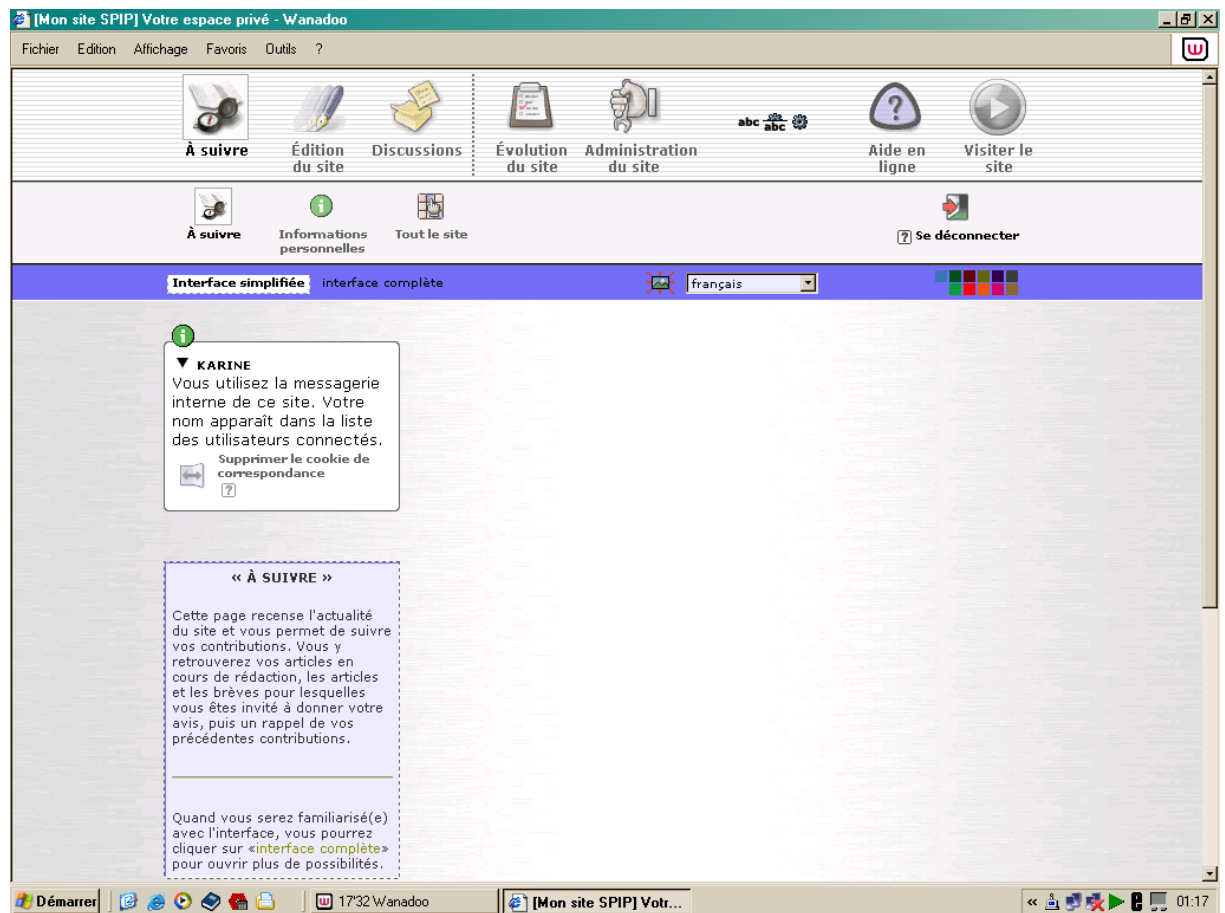 [Mon site SPIP] Votre espace privé - Wanadoo
Fichier Edition Affichage Favoris Outils ?
À suivre
Édition du site
Discussions
Évolution du site
Administration du site
abc abc
Aide en ligne
Visiter le site
À suivre
Informations personnelles
Tout le site
? Se déconnecter
Interface simplifiée interface complète français
KARINE
Vous utilisez la messagerie
interne de ce site. Votre
nom apparaît dans la liste
des utilisateurs connectés.
Supprimer le cookie de
correspondance
?
« À SUIVRE »
Cette page recense l'actualité
du site et vous permet de suivre
vos contributions. Vous y
retrouverez vos articles en
cours de rédaction, les articles
et les brèves pour lesquelles
vous êtes invité à donner votre
avis, puis un rappel de vos
précédentes contributions.
Quand vous serez familiarisé(e)
avec l'interface, vous pourrez
cliquer sur «interface complète»
pour ouvrir plus de possibilités.
Démarrer 17'32 Wanadoo [Mon site SPIP] Votr... « 01:17